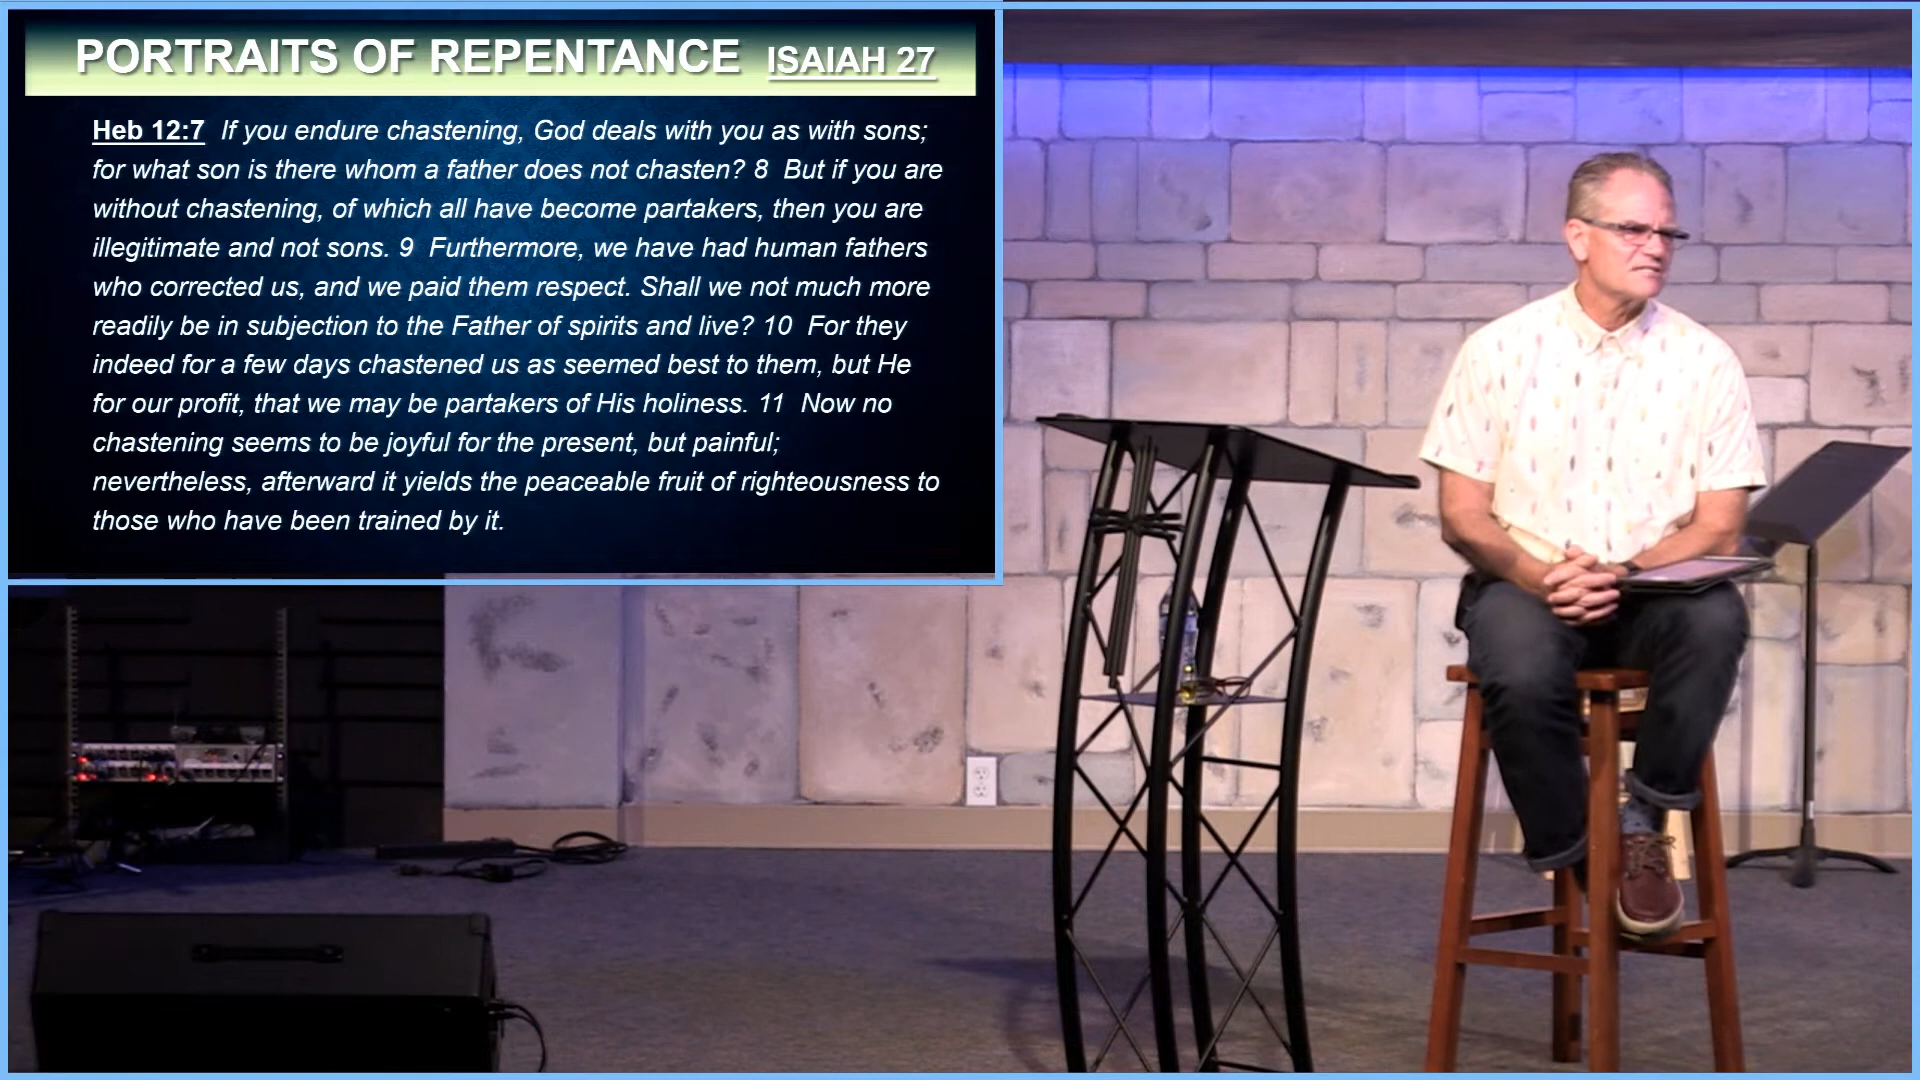 PORTRAITS OF REPENTANCE ISAIAH 27
Heb 12:7 If you endure chastening, God deals with you as with sons;
for what son is there whom a father does not chasten? 8 But if you are
without chastening, of which all have become partakers, then you are
illegitimate and not sons. 9 Furthermore, we have had human fathers
who corrected us, and we paid them respect. Shall we not much more
readily be in subjection to the Father of spirits and live? 10 For they
indeed for a few days chastened us as seemed best to them, but He
for our profit, that we may be partakers of His holiness. 11 Now no
chastening seems to be joyful for the present, but painful;
nevertheless, afterward it yields the peaceable fruit of righteousness to
those who have been trained by it.